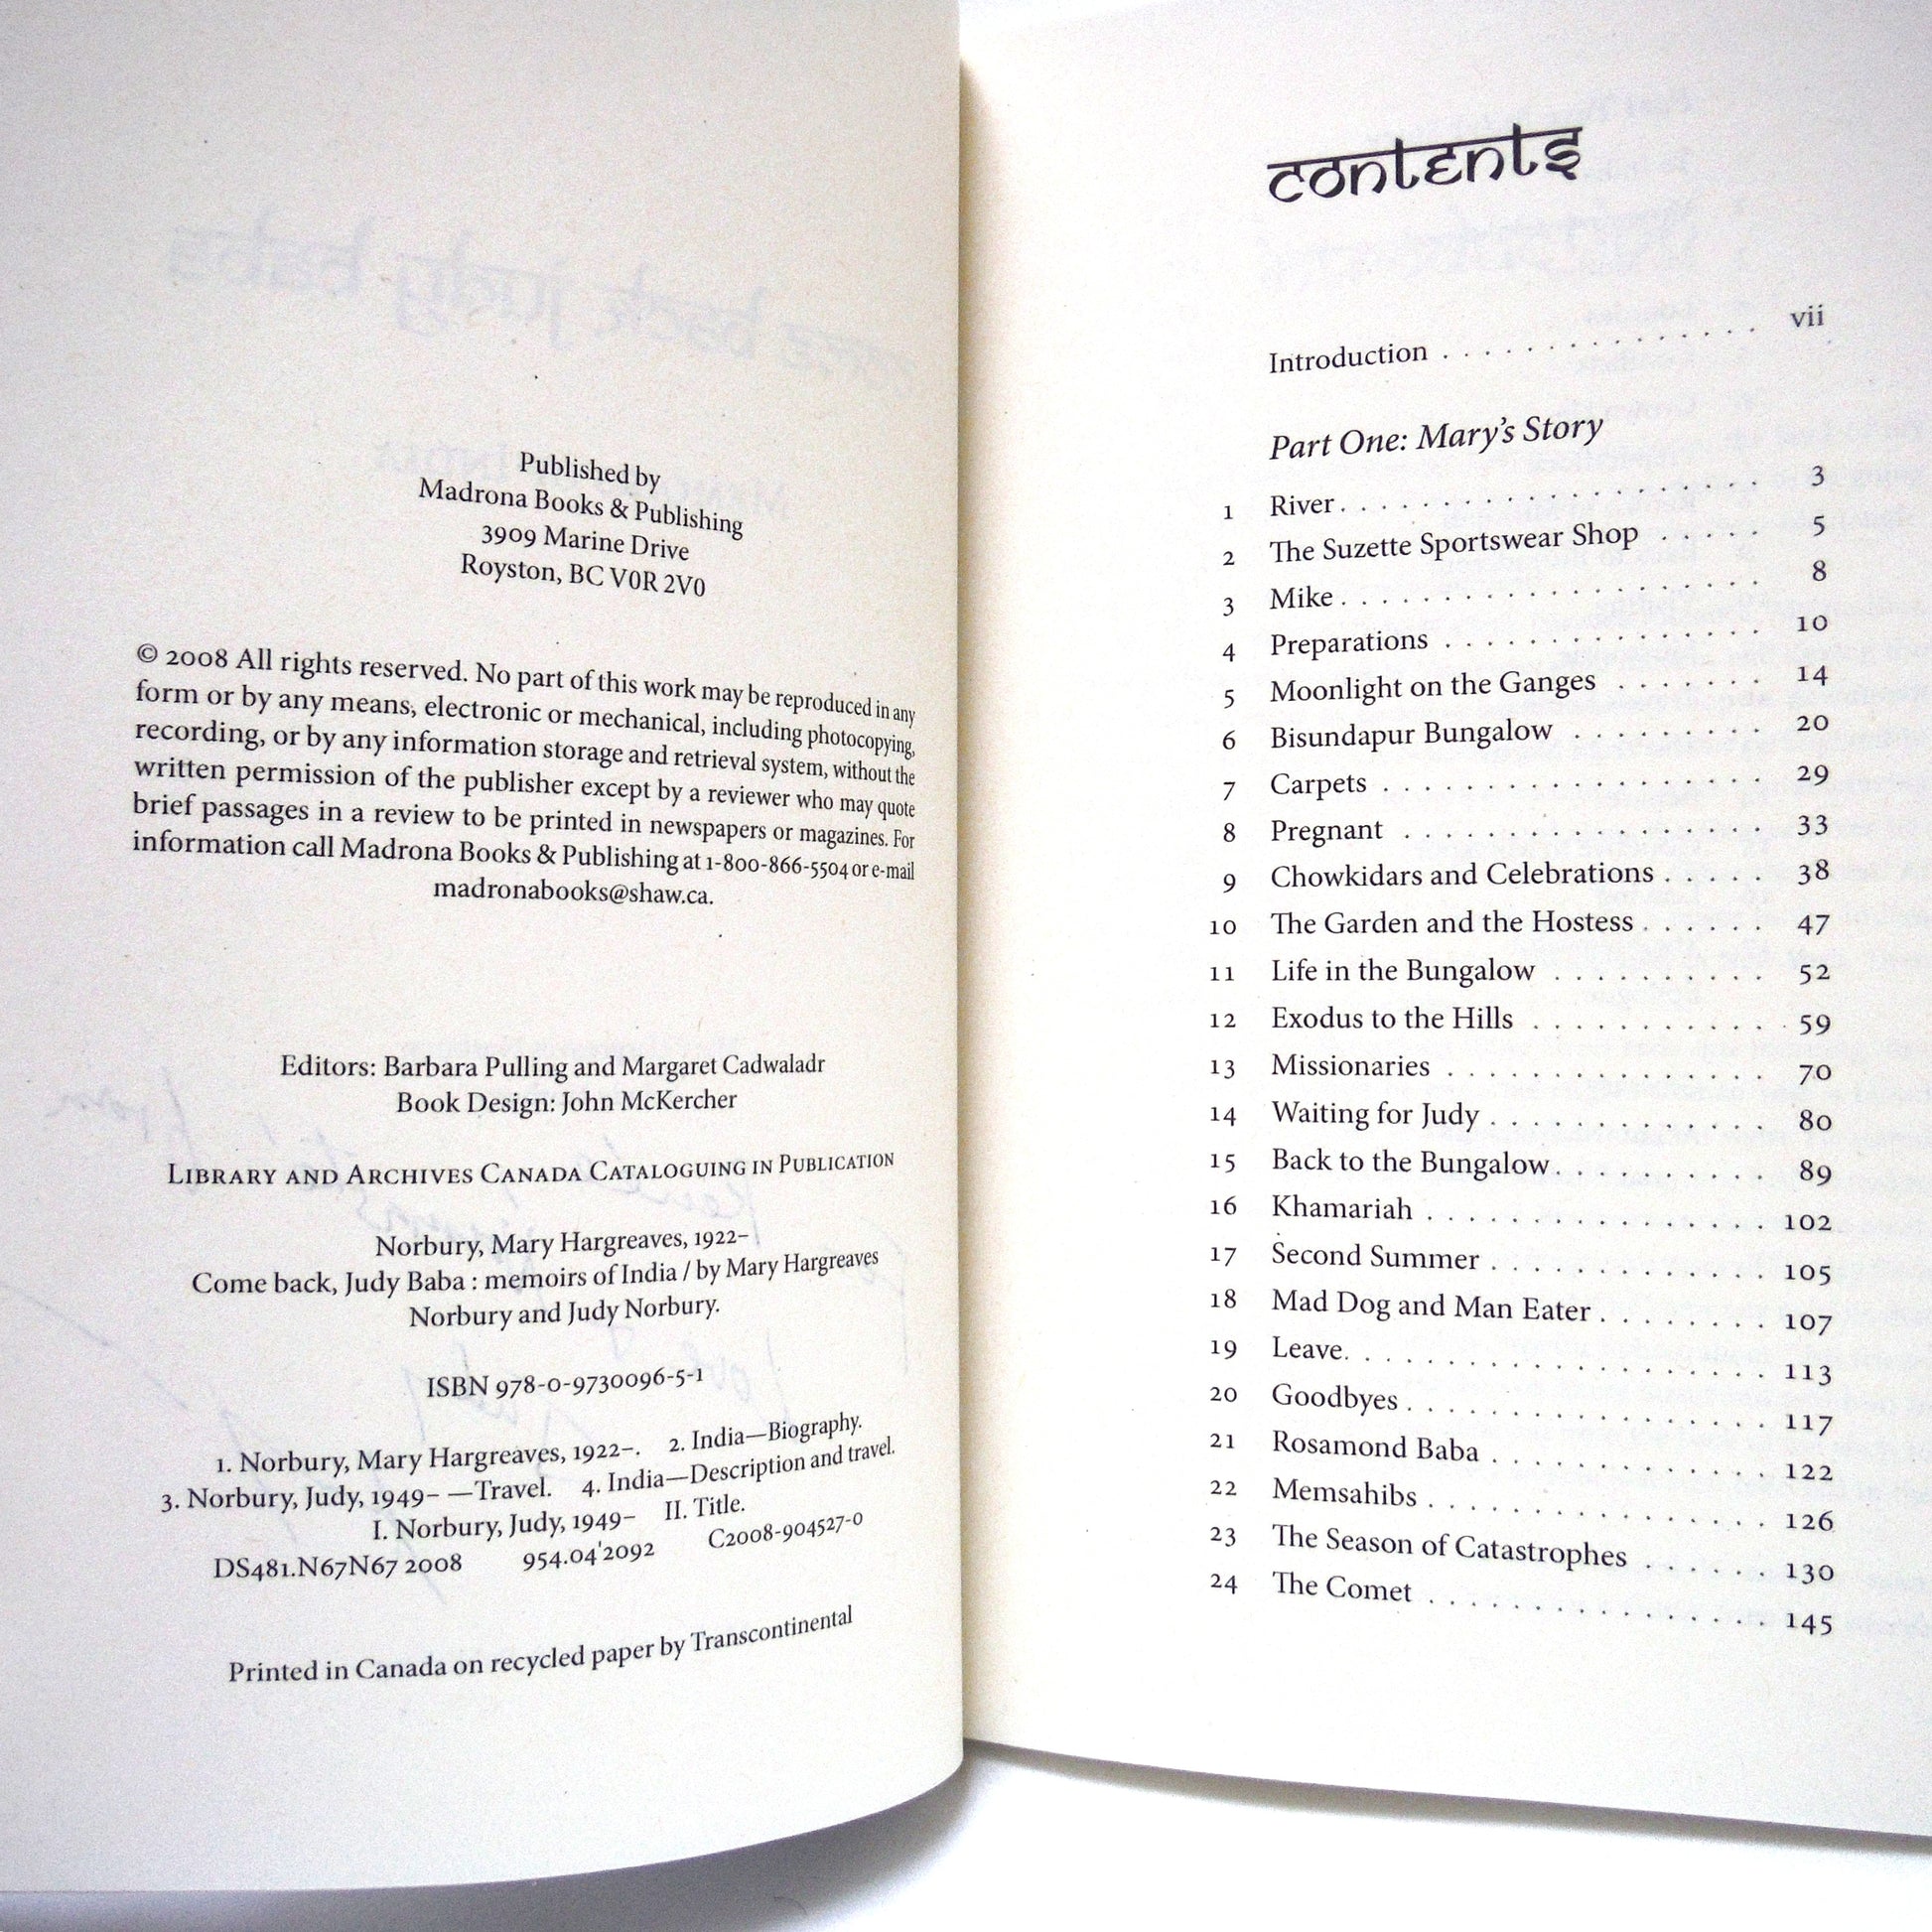 Published by
Madrona Books & Publishing
3909 Marine Drive
Royston, BC V0R 2V0
© 2008 All rights reserved. No part of this work may be reproduced in any
form or by any means, electronic or mechanical, including photocopying,
recording, or by any information storage and retrieval system, without the
written permission of the publisher except by a reviewer who may quote
brief passages in a review to be printed in newspapers or magazines. For
information call Madrona Books & Publishing at 1-800-866-5504 or e-mail
madronabooks@shaw.ca.
Editors: Barbara Pulling and Margaret Cadwaladr
Book Design: John McKercher
Library and Archives Canada Cataloguing in Publication
Norbury, Mary Hargreaves, 1922–
Come back, Judy Baba : memoirs of India / by Mary Hargreaves
Norbury and Judy Norbury.
ISBN 978-0-9730096-5-1
1. Norbury, Mary Hargreaves, 1922–. 2. India—Biography.
3. Norbury, Judy, 1949– —Travel. 4. India—Description and travel.
I. Norbury, Judy, 1949– II. Title.
DS481.N67N67 2008 954.04'2092 C2008-904527-0
Printed in Canada on recycled paper by Transcontinental
contents
Introduction . . . . . . . . . . . . . . . vii
Part One: Mary's Story
1 River . . . . . . . . . . . . . . . . . . 3
2 The Suzette Sportswear Shop . . . . . 5
3 Mike . . . . . . . . . . . . . . . . . 8
4 Preparations . . . . . . . . . . . . . . 10
5 Moonlight on the Ganges . . . . . . . 14
6 Bisundapur Bungalow . . . . . . . . . 20
7 Carpets . . . . . . . . . . . . . . . . 29
8 Pregnant . . . . . . . . . . . . . . . 33
9 Chowkidars and Celebrations . . . . . 38
10 The Garden and the Hostess . . . . . . 47
11 Life in the Bungalow . . . . . . . . . . 52
12 Exodus to the Hills . . . . . . . . . . . 59
13 Missionaries . . . . . . . . . . . . . . 70
14 Waiting for Judy . . . . . . . . . . . . 80
15 Back to the Bungalow . . . . . . . . . 89
16 Khamariah . . . . . . . . . . . . . . . 102
17 Second Summer . . . . . . . . . . . . 105
18 Mad Dog and Man Eater . . . . . . . . 107
19 Leave. . . . . . . . . . . . . . . . . . 113
20 Goodbyes . . . . . . . . . . . . . . . 117
21 Rosamond Baba . . . . . . . . . . . . 122
22 Memsahibs . . . . . . . . . . . . . . . 126
23 The Season of Catastrophes . . . . . . 130
24 The Comet . . . . . . . . . . . . . . . 145